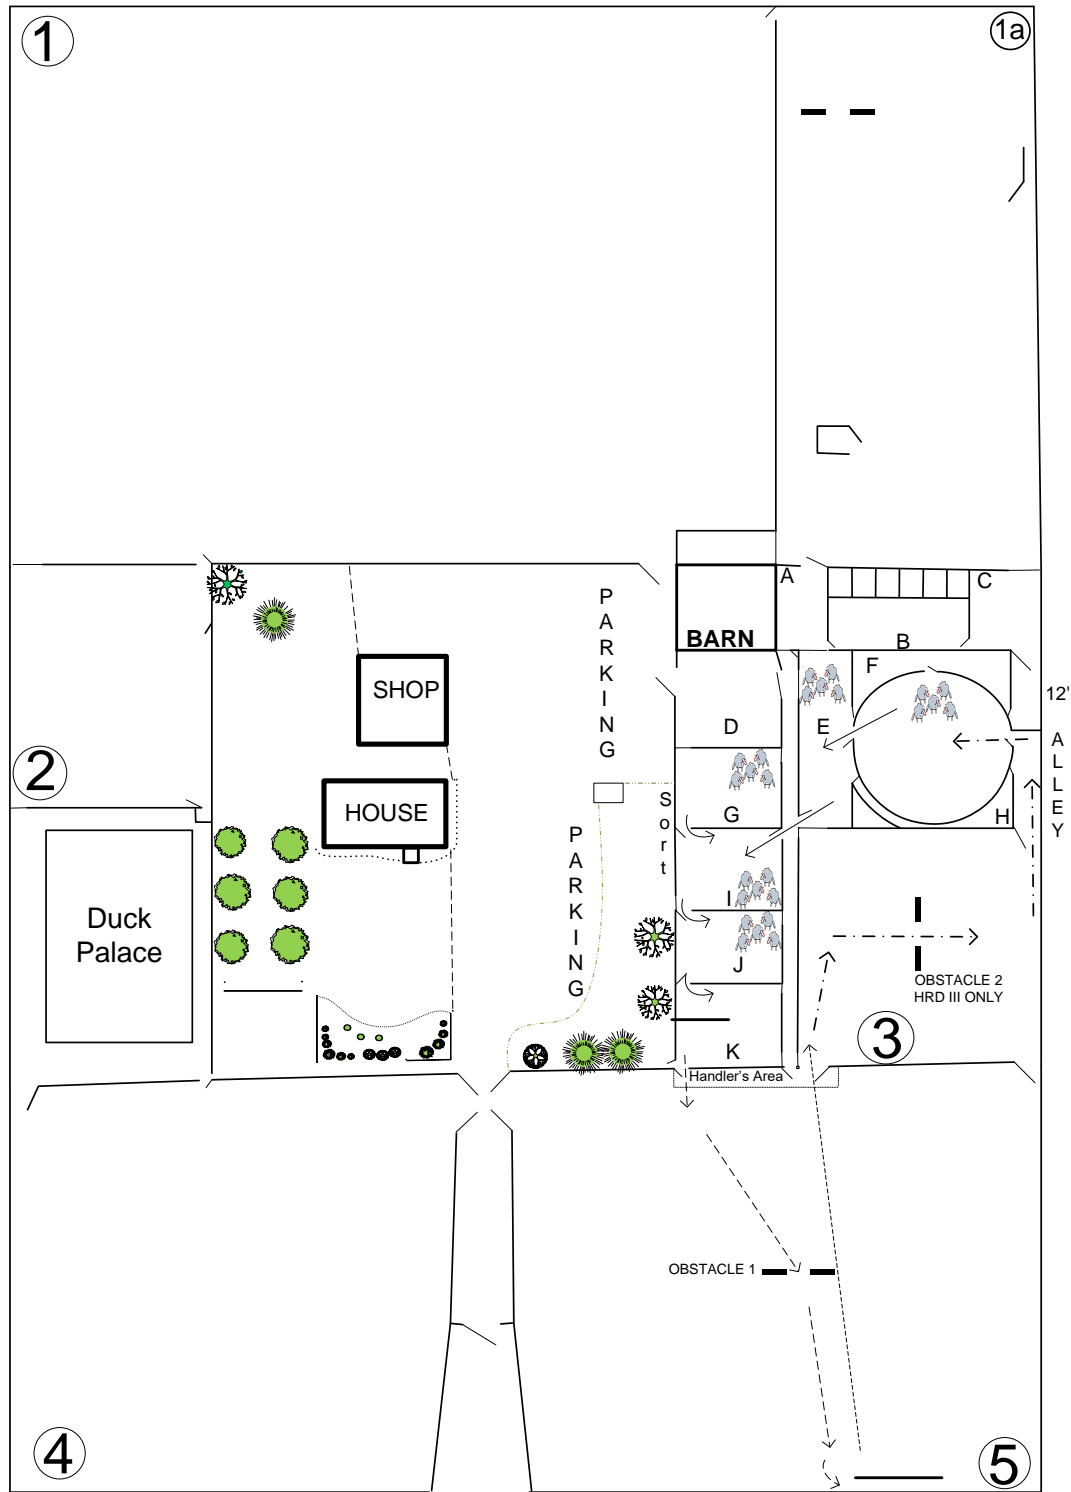 1
1a
PARKING
A
C
BARN
B
F
SHOP
12'
ALLEY
D
E
2
HOUSE
Sort
G
H
PARKING
I
Duck
Palace
J
OBSTACLE 2
HRD III ONLY
3
K
Handler's Area
OBSTACLE 1
4
5